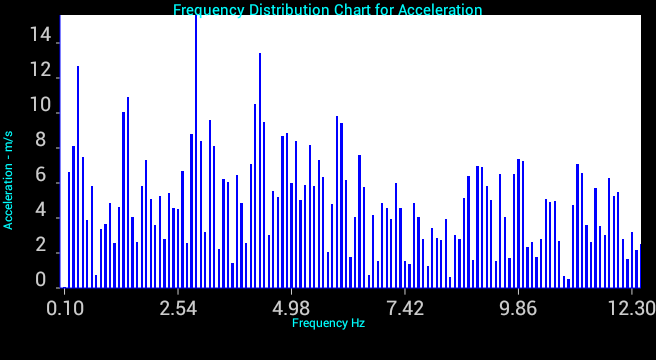 Frequency Distribution Chart for Acceleration
14
12
10
8
6
4
2
0
Acceleration - m/s
0.10 2.54 4.98 7.42 9.86 12.30
Frequency Hz